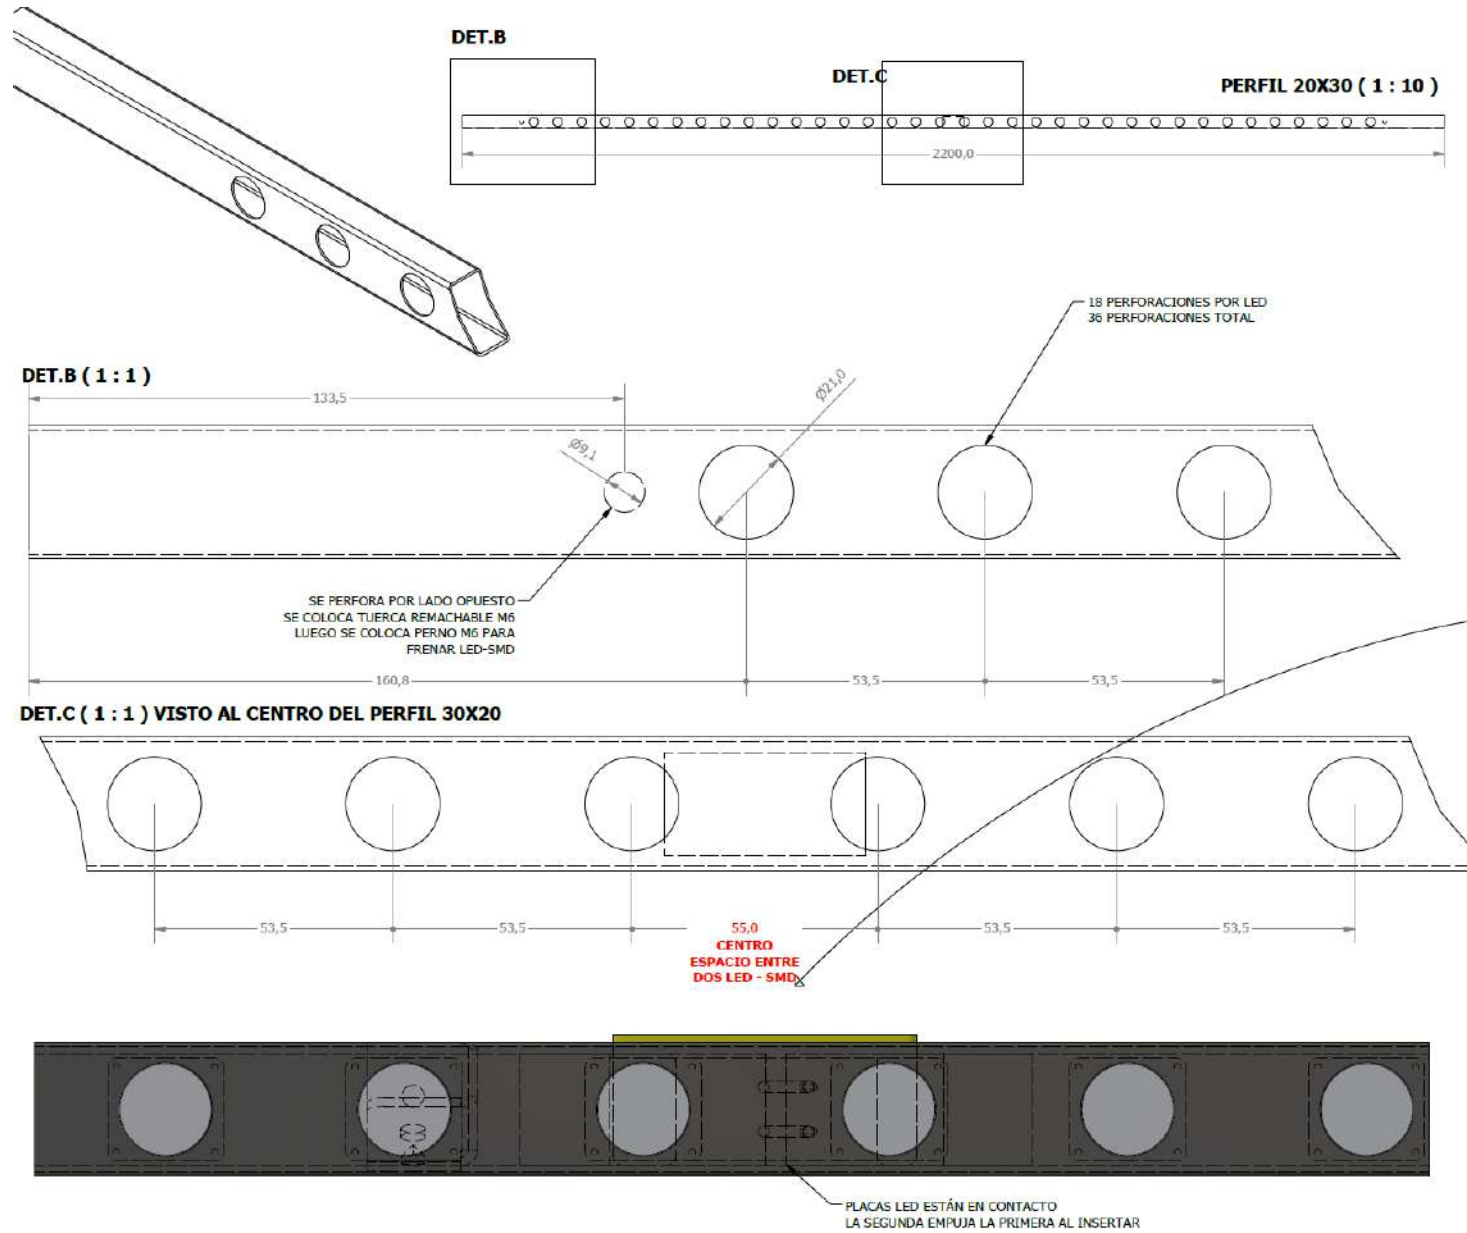 DET.B
DET.C
PERFIL 20X30 ( 1 : 10 )
2200,0
18 PERFORACIONES POR LED
36 PERFORACIONES TOTAL
DET.B ( 1 : 1 )
133,5
Ø21,0
Ø9,1
SE PERFORA POR LADO OPUESTO
SE COLOCA TUERCA REMACHABLE M6
LUEGO SE COLOCA PERNO M6 PARA
FRENAR LED-SMD
160,8
53,5
53,5
DET.C ( 1 : 1 ) VISTO AL CENTRO DEL PERFIL 30X20
53,5
53,5
55,0
53,5
53,5
CENTRO
ESPACIO ENTRE
DOS LED - SMD
PLACAS LED ESTÁN EN CONTACTO
LA SEGUNDA EMPUJA LA PRIMERA AL INSERTAR